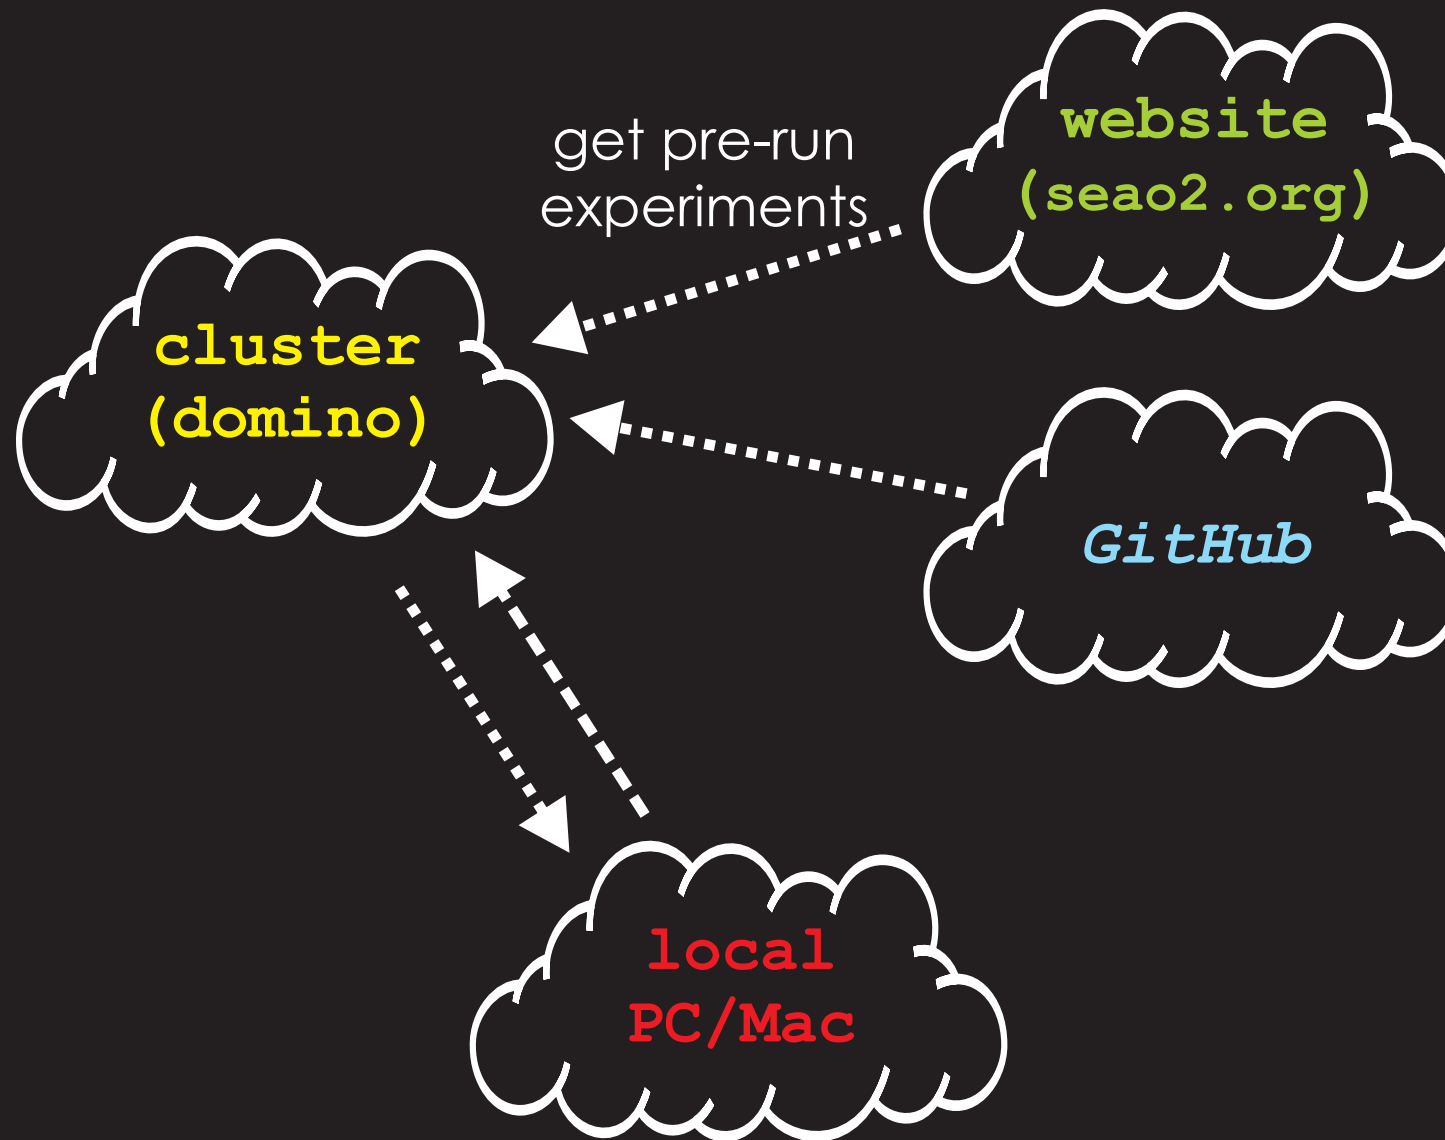 get pre-run
experiments
website
(seao2.org)
cluster
(domino)
GitHub
local
PC/Mac